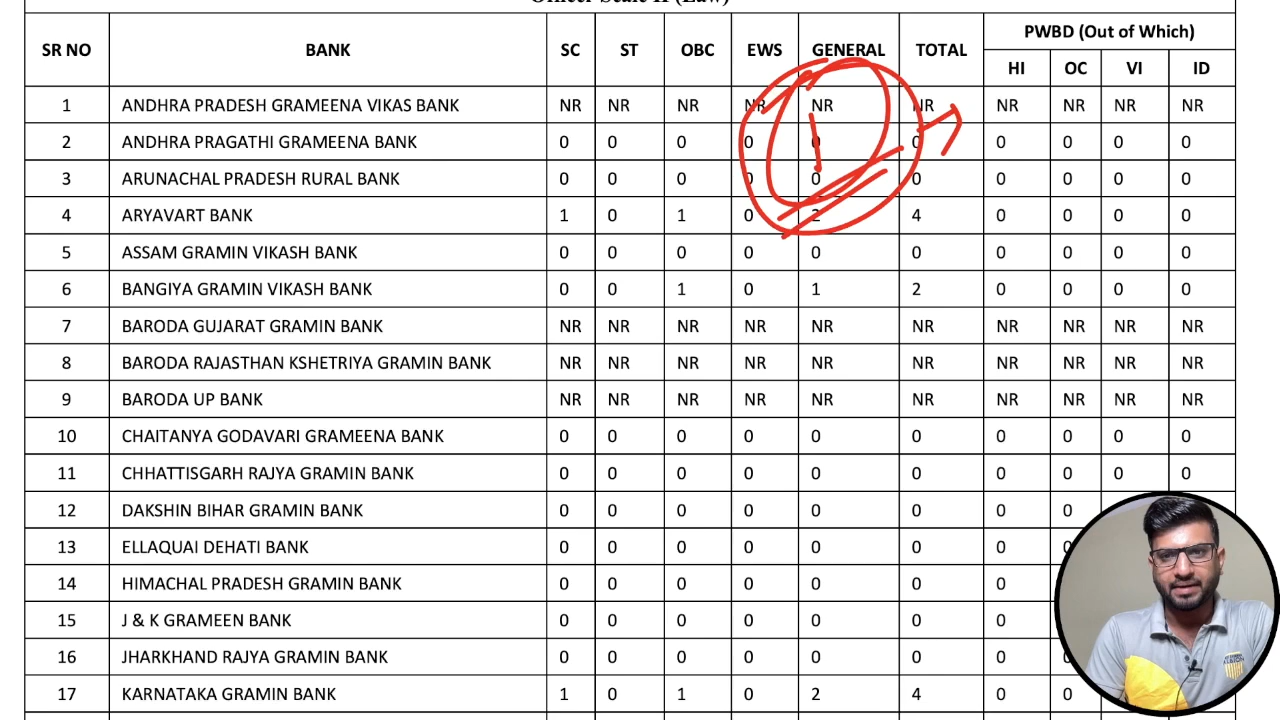 Officer Scale II (Law)
SR NO BANK SC ST OBC EWS GENERAL TOTAL PWBD (Out of Which)
HI OC VI ID
1 ANDHRA PRADESH GRAMEENA VIKAS BANK NR NR NR NR NR NR NR NR NR NR
2 ANDHRA PRAGATHI GRAMEENA BANK 0 0 0 0 0 0 0 0 0 0
3 ARUNACHAL PRADESH RURAL BANK 0 0 0 0 0 0 0 0 0 0
4 ARYAVART BANK 1 0 1 0 2 4 0 0 0 0
5 ASSAM GRAMIN VIKASH BANK 0 0 0 0 0 0 0 0 0 0
6 BANGIYA GRAMIN VIKASH BANK 0 0 1 0 1 2 0 0 0 0
7 BARODA GUJARAT GRAMIN BANK NR NR NR NR NR NR NR NR NR NR
8 BARODA RAJASTHAN KSHETRIYA GRAMIN BANK NR NR NR NR NR NR NR NR NR NR
9 BARODA UP BANK NR NR NR NR NR NR NR NR NR NR
10 CHAITANYA GODAVARI GRAMEENA BANK 0 0 0 0 0 0 0 0 0 0
11 CHHATTISGARH RAJYA GRAMIN BANK 0 0 0 0 0 0 0 0 0 0
12 DAKSHIN BIHAR GRAMIN BANK 0 0 0 0 0 0 0 0
13 ELLAQUAI DEHATI BANK 0 0 0 0 0 0 0 0
14 HIMACHAL PRADESH GRAMIN BANK 0 0 0 0 0 0 0
15 J & K GRAMEEN BANK 0 0 0 0 0 0 0
16 JHARKHAND RAJYA GRAMIN BANK 0 0 0 0 0 0 0 0
17 KARNATAKA GRAMIN BANK 1 0 1 0 2 4 0 0